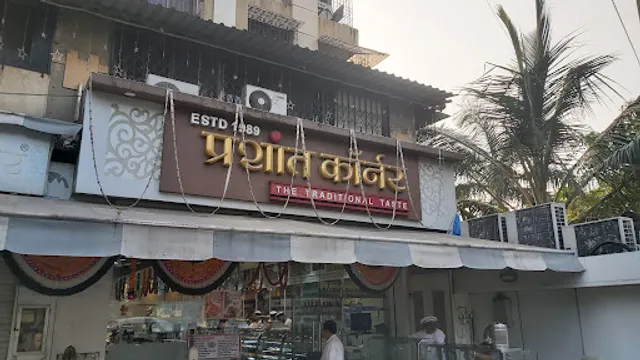 ESTD 1989
प्रशांत कॉर्नर
THE TRADITIONAL TASTE